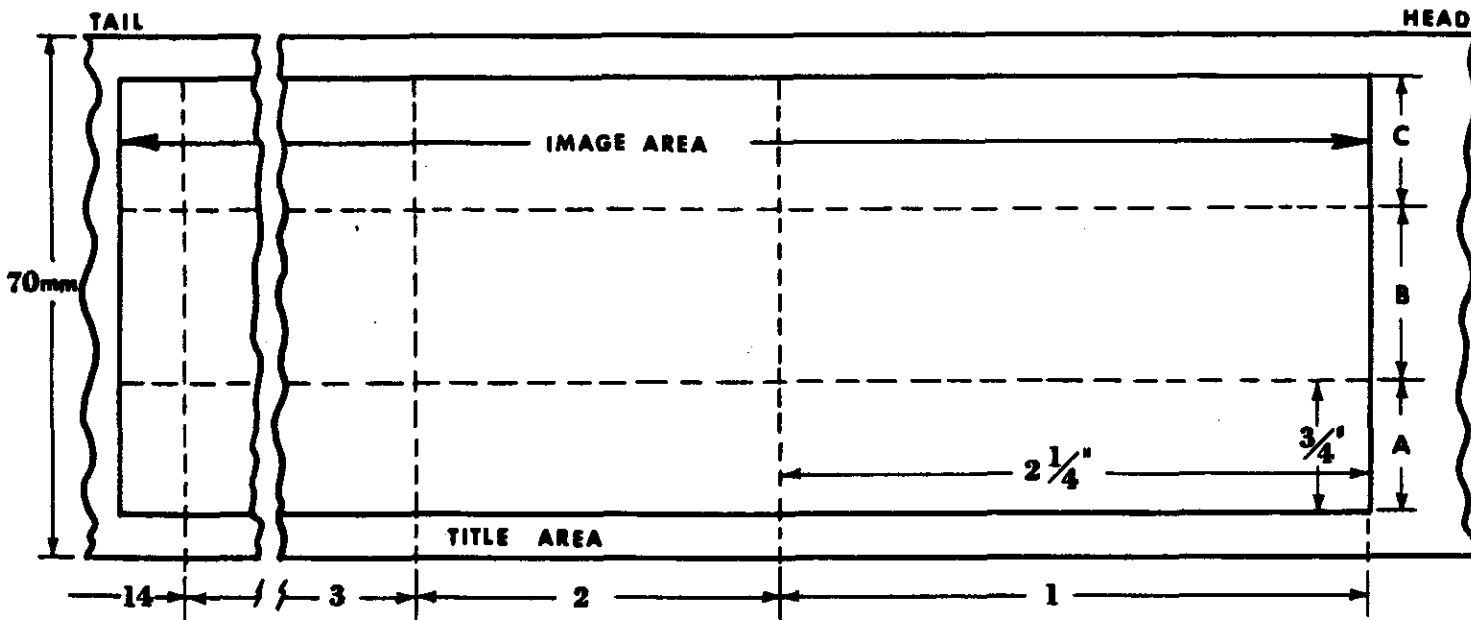 TAIL HEAD
IMAGE AREA
C
70mm
B
3/4"
A
2 1/4"
TITLE AREA
14 3 2 1